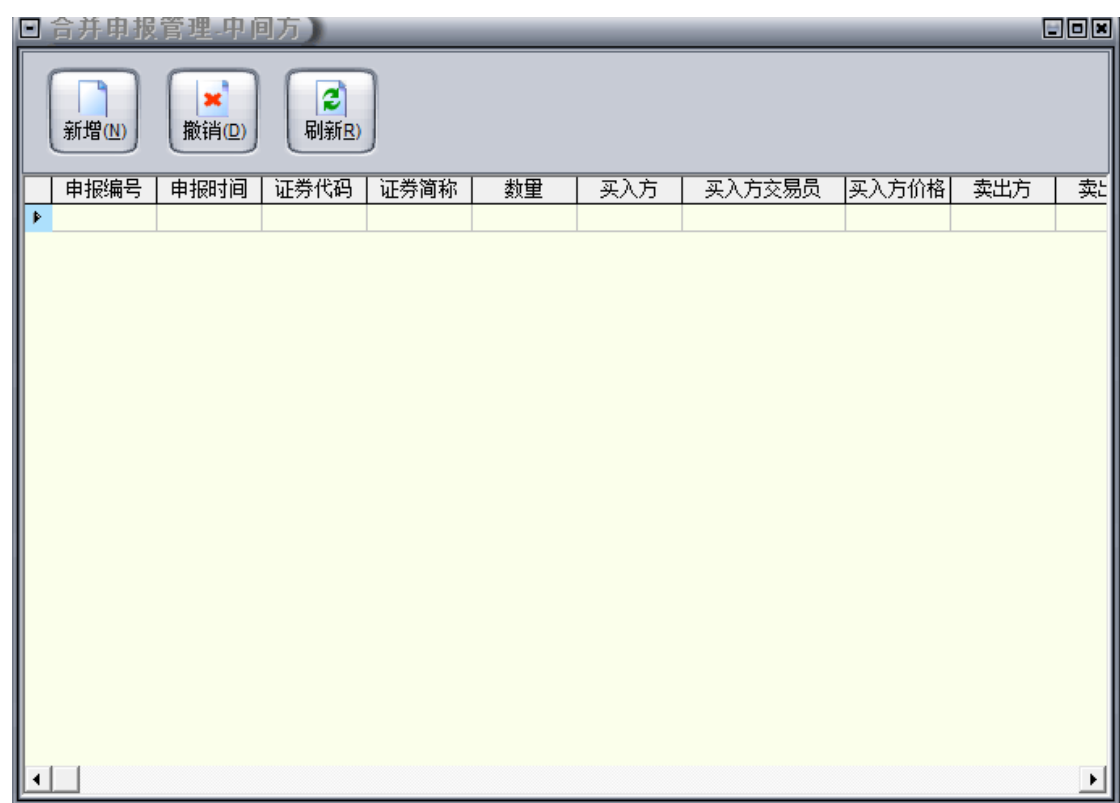 合并申报管理-中间方
新增(N) 撤销(D) 刷新R)
申报编号 申报时间 证券代码 证券简称 数量 买入方 买入方交易员 买入方价格 卖出方 卖